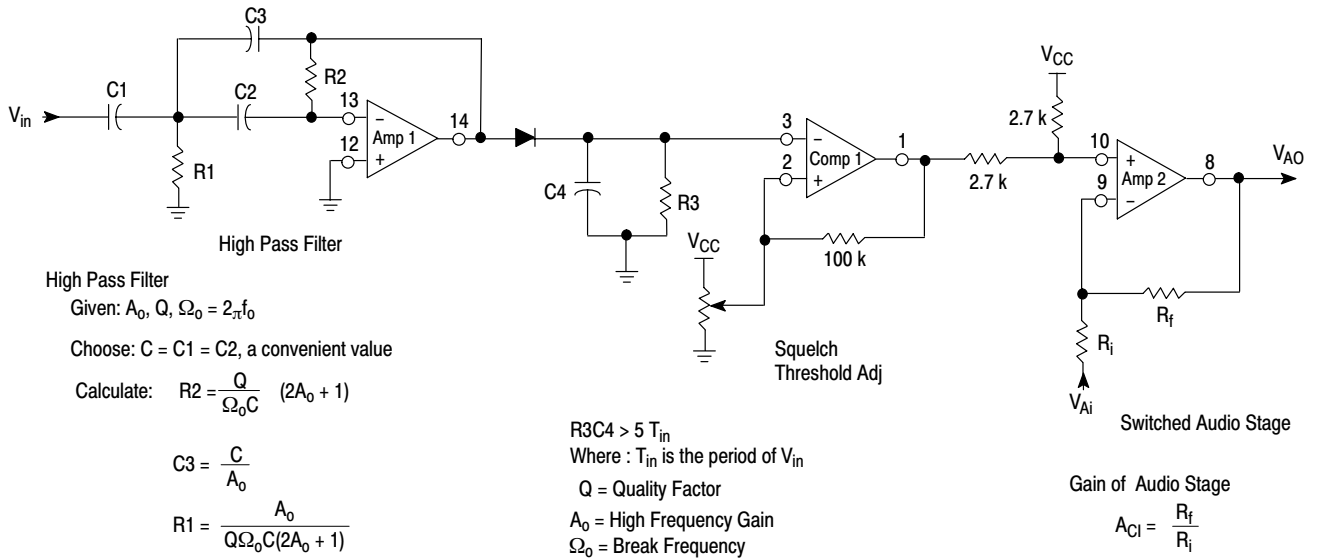 C3
R2
C1
C2
V_in
13
−
14
Amp 1
12
+
R1
High Pass Filter
C4
R3
3
−
1
Comp 1
2
+
2.7 k
100 k
V_CC
Squelch
Threshold Adj
V_CC
2.7 k
10
+
8
Amp 2
9
−
V_AO
R_f
R_i
V_Ai
Switched Audio Stage
High Pass Filter
Given: A_o, Q, Ω_o = 2_πf_o
Choose: C = C1 = C2, a convenient value
Calculate: R2 = Q / Ω_oC (2A_o + 1)
C3 = C / A_o
R1 = A_o / QΩ_oC(2A_o + 1)
R3C4 > 5 T_in
Where : T_in is the period of V_in
Q = Quality Factor
A_o = High Frequency Gain
Ω_o = Break Frequency
Gain of Audio Stage
A_CI = R_f / R_i